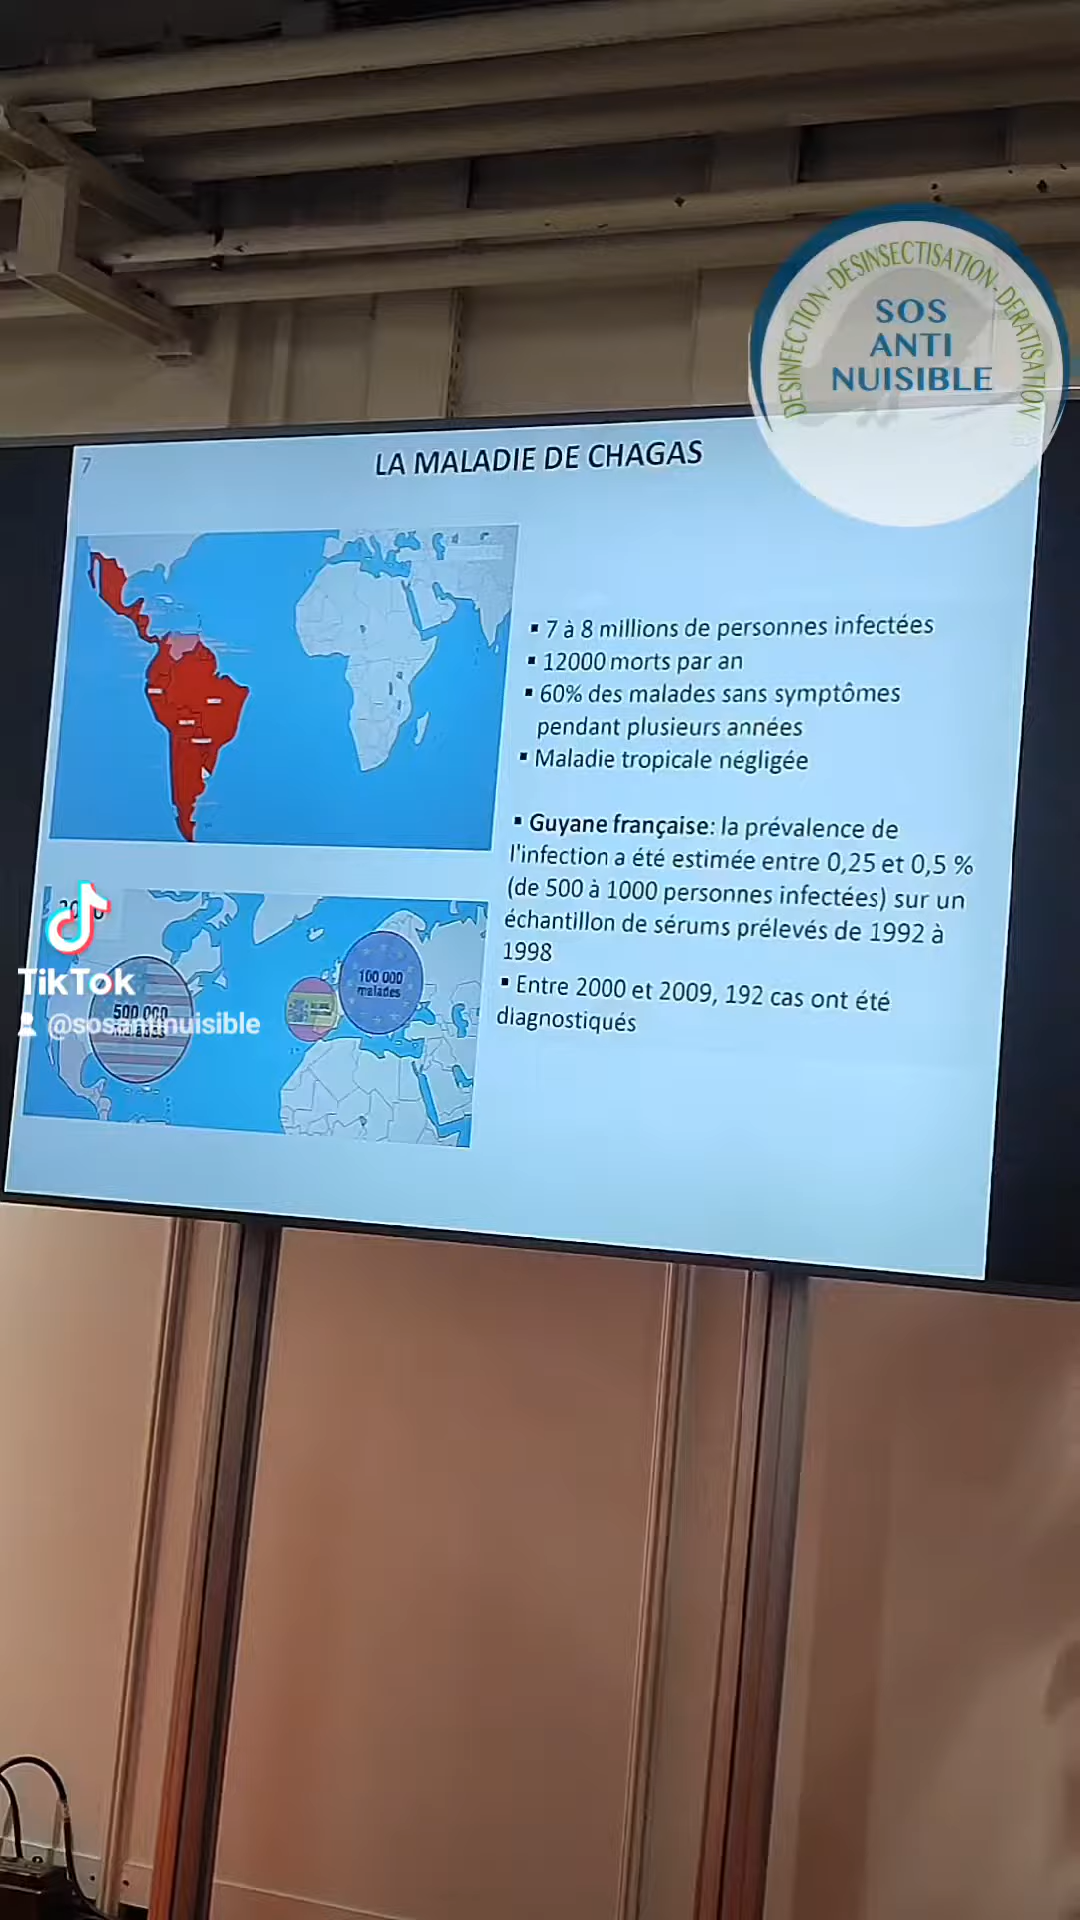 DESINFECTION-DESINSECTISATION-DERATISATION
SOS
ANTI
NUISIBLE
7
LA MALADIE DE CHAGAS
▪ 7 à 8 millions de personnes infectées
▪ 12000 morts par an
▪ 60% des malades sans symptômes
pendant plusieurs années
▪ Maladie tropicale négligée
▪ Guyane française: la prévalence de
l'infection a été estimée entre 0,25 et 0,5 %
(de 500 à 1000 personnes infectées) sur un
échantillon de sérums prélevés de 1992 à
1998
▪ Entre 2000 et 2009, 192 cas ont été
diagnostiqués
100 000
malades
500 000
malades
TikTok
@sosantinuisible